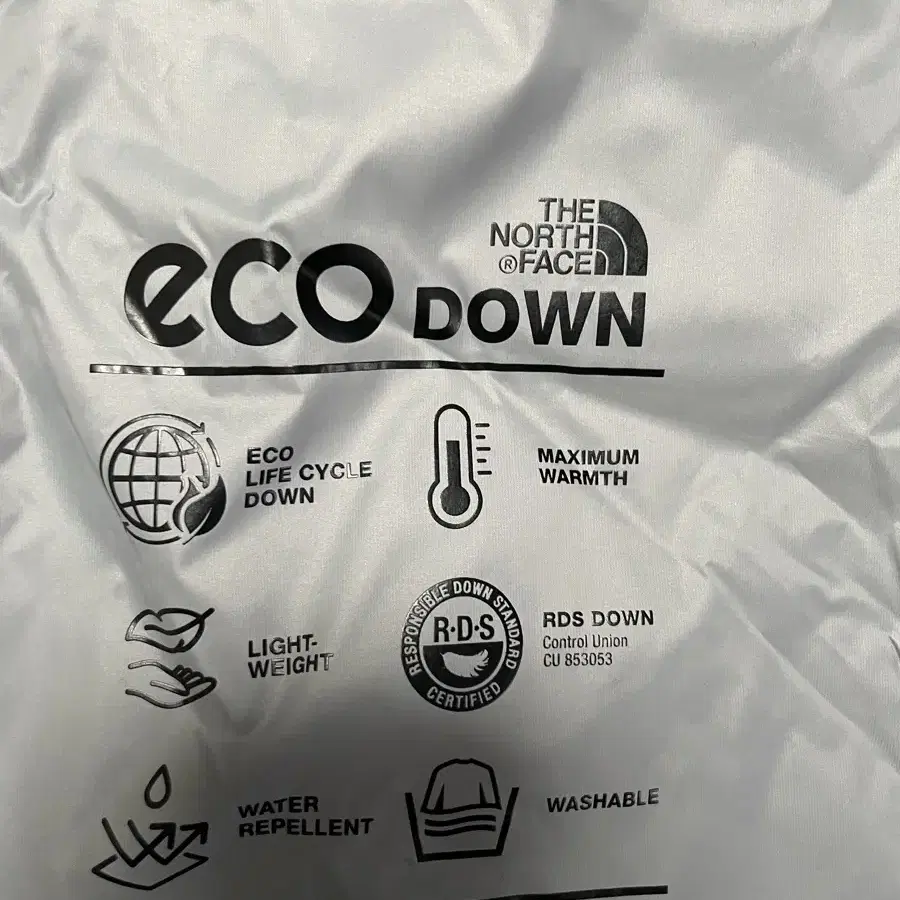 THE
NORTH
®FACE
eco DOWN
ECO
LIFE CYCLE
DOWN
MAXIMUM
WARMTH
LIGHT-
WEIGHT
RESPONSIBLE DOWN STANDARD
R·D·S
CERTIFIED
RDS DOWN
Control Union
CU 853053
WATER
REPELLENT
WASHABLE